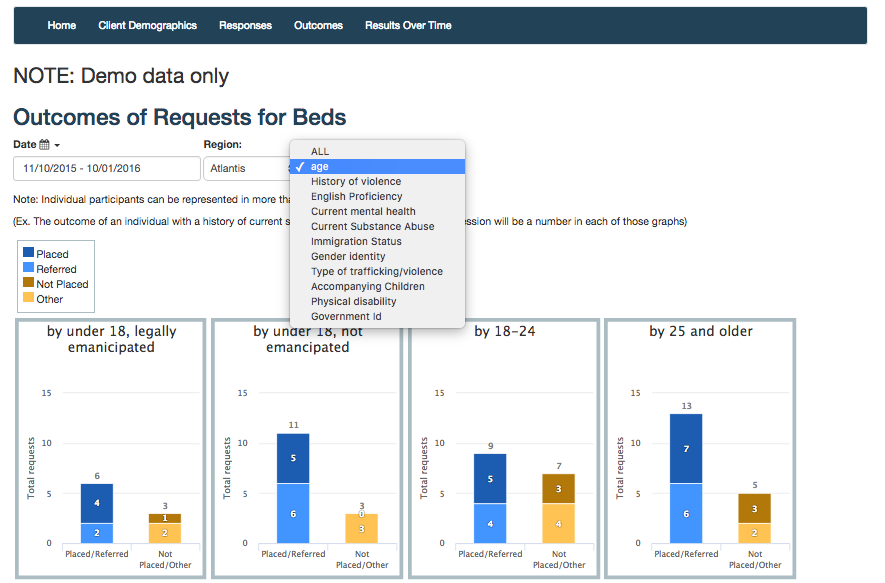 Home Client Demographics Responses Outcomes Results Over Time
NOTE: Demo data only
Outcomes of Requests for Beds
Date Region:
11/10/2015 - 10/01/2016 Atlantis
ALL
✓ age
History of violence
English Proficiency
Current mental health
Current Substance Abuse
Immigration Status
Gender identity
Type of trafficking/violence
Accompanying Children
Physical disability
Government Id
Note: Individual participants can be represented in more
(Ex. The outcome of an individual with a history of current will be a number in each of those graphs)
Placed
Referred
Not Placed
Other
by under 18, legally
emanicipated
15
10
5
0
Total requests
6
4
2
3
1
2
Placed/Referred
Not
Placed/Other
by under 18, not
emancipated
15
10
5
0
Total requests
11
5
6
3
0
3
Placed/Referred
Not
Placed/Other
by 18-24
15
10
5
0
Total requests
9
5
4
7
3
4
Placed/Referred
Not
Placed/Other
by 25 and older
15
10
5
0
Total requests
13
7
6
5
3
2
Placed/Referred
Not
Placed/Other